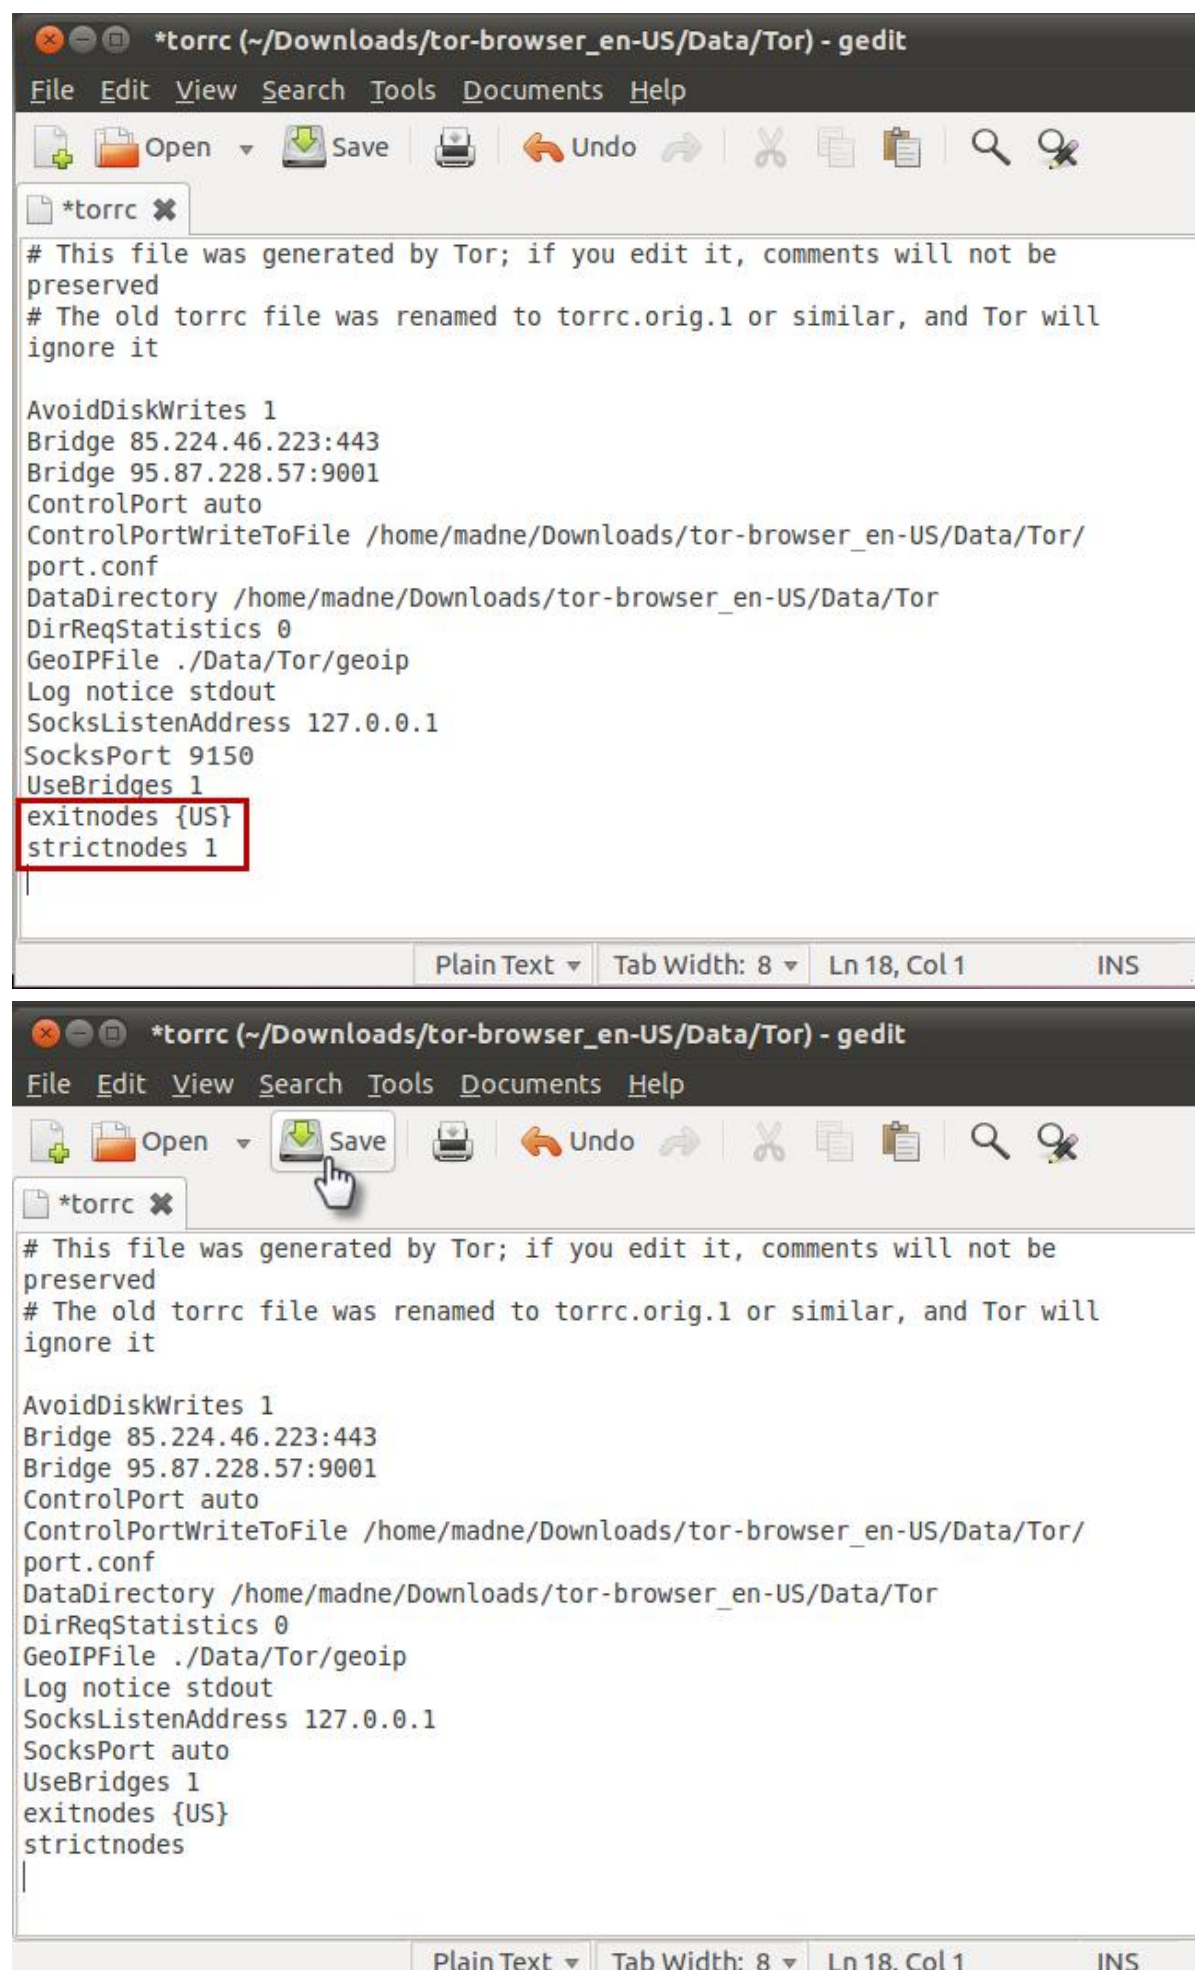 *torrc (~/Downloads/tor-browser_en-US/Data/Tor) - gedit
File Edit View Search Tools Documents Help
Open Save Undo
*torrc
# This file was generated by Tor; if you edit it, comments will not be
preserved
# The old torrc file was renamed to torrc.orig.1 or similar, and Tor will
ignore it
AvoidDiskWrites 1
Bridge 85.224.46.223:443
Bridge 95.87.228.57:9001
ControlPort auto
ControlPortWriteToFile /home/madne/Downloads/tor-browser_en-US/Data/Tor/
port.conf
DataDirectory /home/madne/Downloads/tor-browser_en-US/Data/Tor
DirReqStatistics 0
GeoIPFile ./Data/Tor/geoip
Log notice stdout
SocksListenAddress 127.0.0.1
SocksPort 9150
UseBridges 1
exitnodes {US}
strictnodes 1
Plain Text Tab Width: 8 Ln 18, Col 1 INS
*torrc (~/Downloads/tor-browser_en-US/Data/Tor) - gedit
File Edit View Search Tools Documents Help
Open Save Undo
*torrc
# This file was generated by Tor; if you edit it, comments will not be
preserved
# The old torrc file was renamed to torrc.orig.1 or similar, and Tor will
ignore it
AvoidDiskWrites 1
Bridge 85.224.46.223:443
Bridge 95.87.228.57:9001
ControlPort auto
ControlPortWriteToFile /home/madne/Downloads/tor-browser_en-US/Data/Tor/
port.conf
DataDirectory /home/madne/Downloads/tor-browser_en-US/Data/Tor
DirReqStatistics 0
GeoIPFile ./Data/Tor/geoip
Log notice stdout
SocksListenAddress 127.0.0.1
SocksPort auto
UseBridges 1
exitnodes {US}
strictnodes
Plain Text Tab Width: 8 Ln 18, Col 1 INS